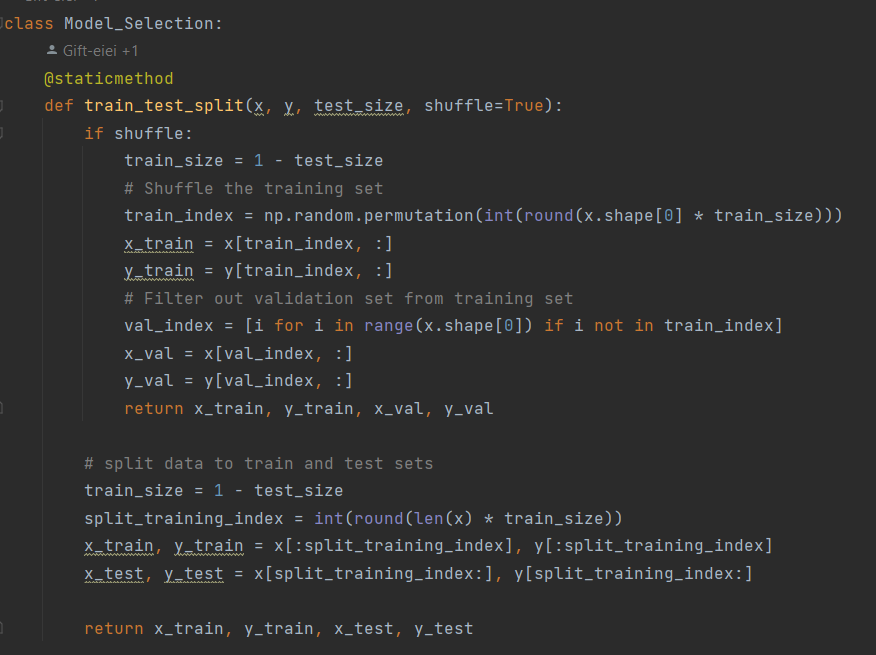 class Model_Selection:
Gift-eiei +1
@staticmethod
def train_test_split(x, y, test_size, shuffle=True):
if shuffle:
train_size = 1 - test_size
# Shuffle the training set
train_index = np.random.permutation(int(round(x.shape[0] * train_size)))
x_train = x[train_index, :]
y_train = y[train_index, :]
# Filter out validation set from training set
val_index = [i for i in range(x.shape[0]) if i not in train_index]
x_val = x[val_index, :]
y_val = y[val_index, :]
return x_train, y_train, x_val, y_val
# split data to train and test sets
train_size = 1 - test_size
split_training_index = int(round(len(x) * train_size))
x_train, y_train = x[:split_training_index], y[:split_training_index]
x_test, y_test = x[split_training_index:], y[split_training_index:]
return x_train, y_train, x_test, y_test